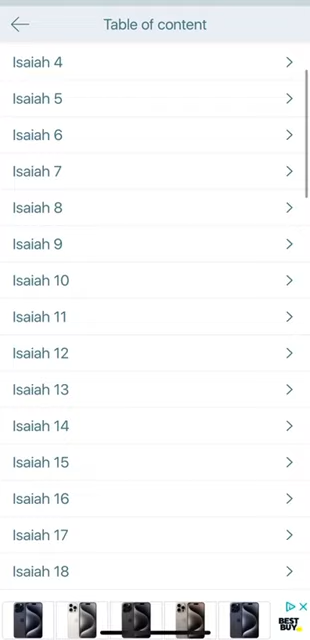 Table of content
Isaiah 4
Isaiah 5
Isaiah 6
Isaiah 7
Isaiah 8
Isaiah 9
Isaiah 10
Isaiah 11
Isaiah 12
Isaiah 13
Isaiah 14
Isaiah 15
Isaiah 16
Isaiah 17
Isaiah 18
BEST
BUY